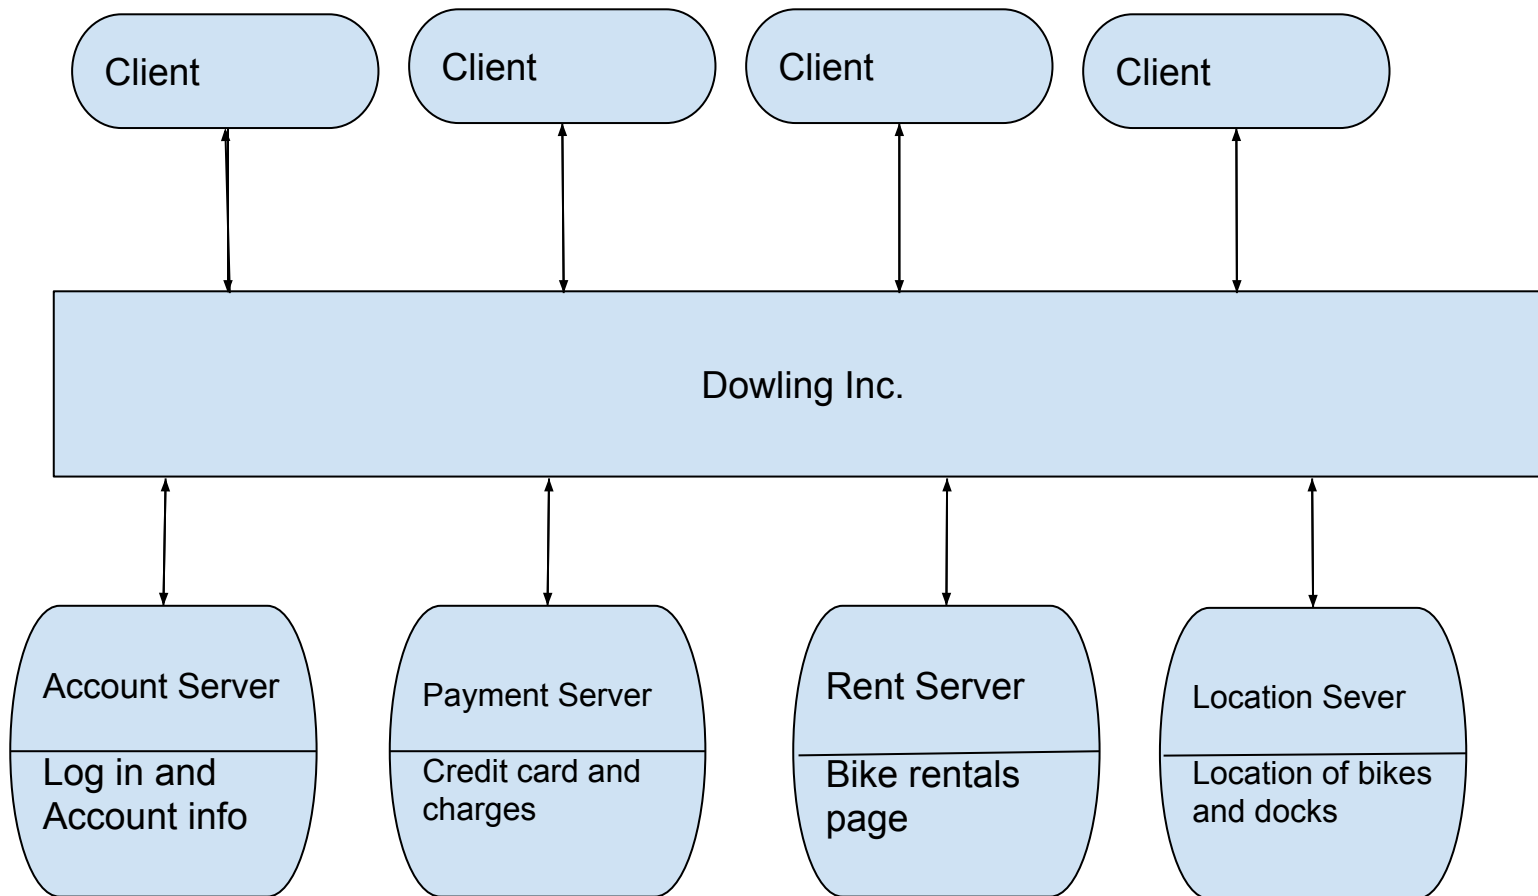 Client
Client
Client
Client
Dowling Inc.
Account Server
Log in and
Account info
Payment Server
Credit card and
charges
Rent Server
Bike rentals
page
Location Sever
Location of bikes
and docks